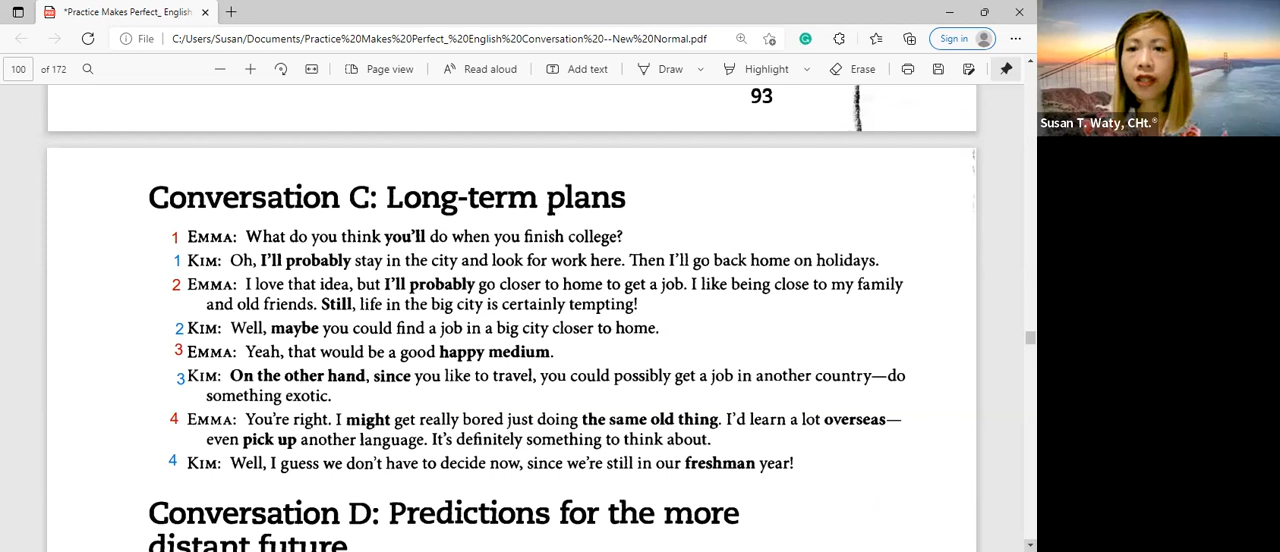 *Practice Makes Perfect_ English
File
C:/Users/Susan/Documents/Practice%20Makes%20Perfect_%20English%20Conversation%20--New%20Normal.pdf
Sign in
100 of 172
Page view
Read aloud
Add text
Draw
Highlight
Erase
93
Susan T. Waty, CHt.®
Conversation C: Long-term plans
1 EMMA: What do you think you'll do when you finish college?
1 KIM: Oh, I'll probably stay in the city and look for work here. Then I'll go back home on holidays.
2 EMMA: I love that idea, but I'll probably go closer to home to get a job. I like being close to my family
and old friends. Still, life in the big city is certainly tempting!
2 KIM: Well, maybe you could find a job in a big city closer to home.
3 EMMA: Yeah, that would be a good happy medium.
3 KIM: On the other hand, since you like to travel, you could possibly get a job in another country—do
something exotic.
4 EMMA: You're right. I might get really bored just doing the same old thing. I'd learn a lot overseas—
even pick up another language. It's definitely something to think about.
4 KIM: Well, I guess we don't have to decide now, since we're still in our freshman year!
Conversation D: Predictions for the more
distant future